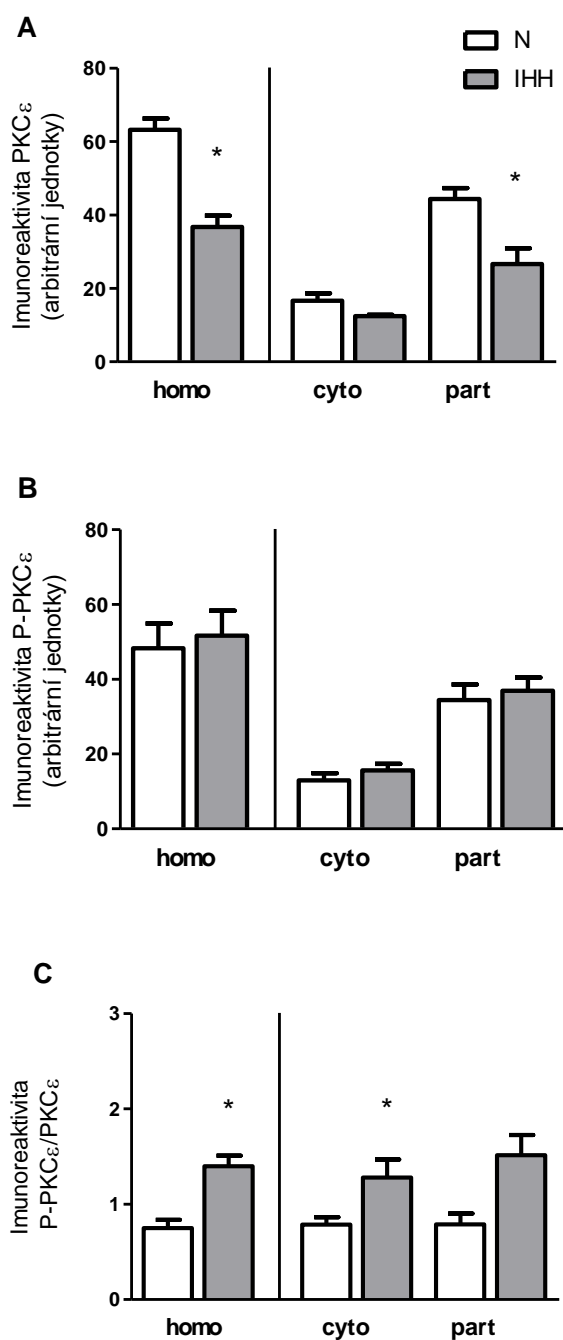 A
N
IHH
Imunoreaktivita PKCε
(arbitrární jednotky)
80
60
40
20
0
*
*
homo
cyto
part
B
Imunoreaktivita P-PKCε
(arbitrární jednotky)
80
60
40
20
0
homo
cyto
part
C
Imunoreaktivita
P-PKCε/PKCε
3
2
1
0
*
*
homo
cyto
part